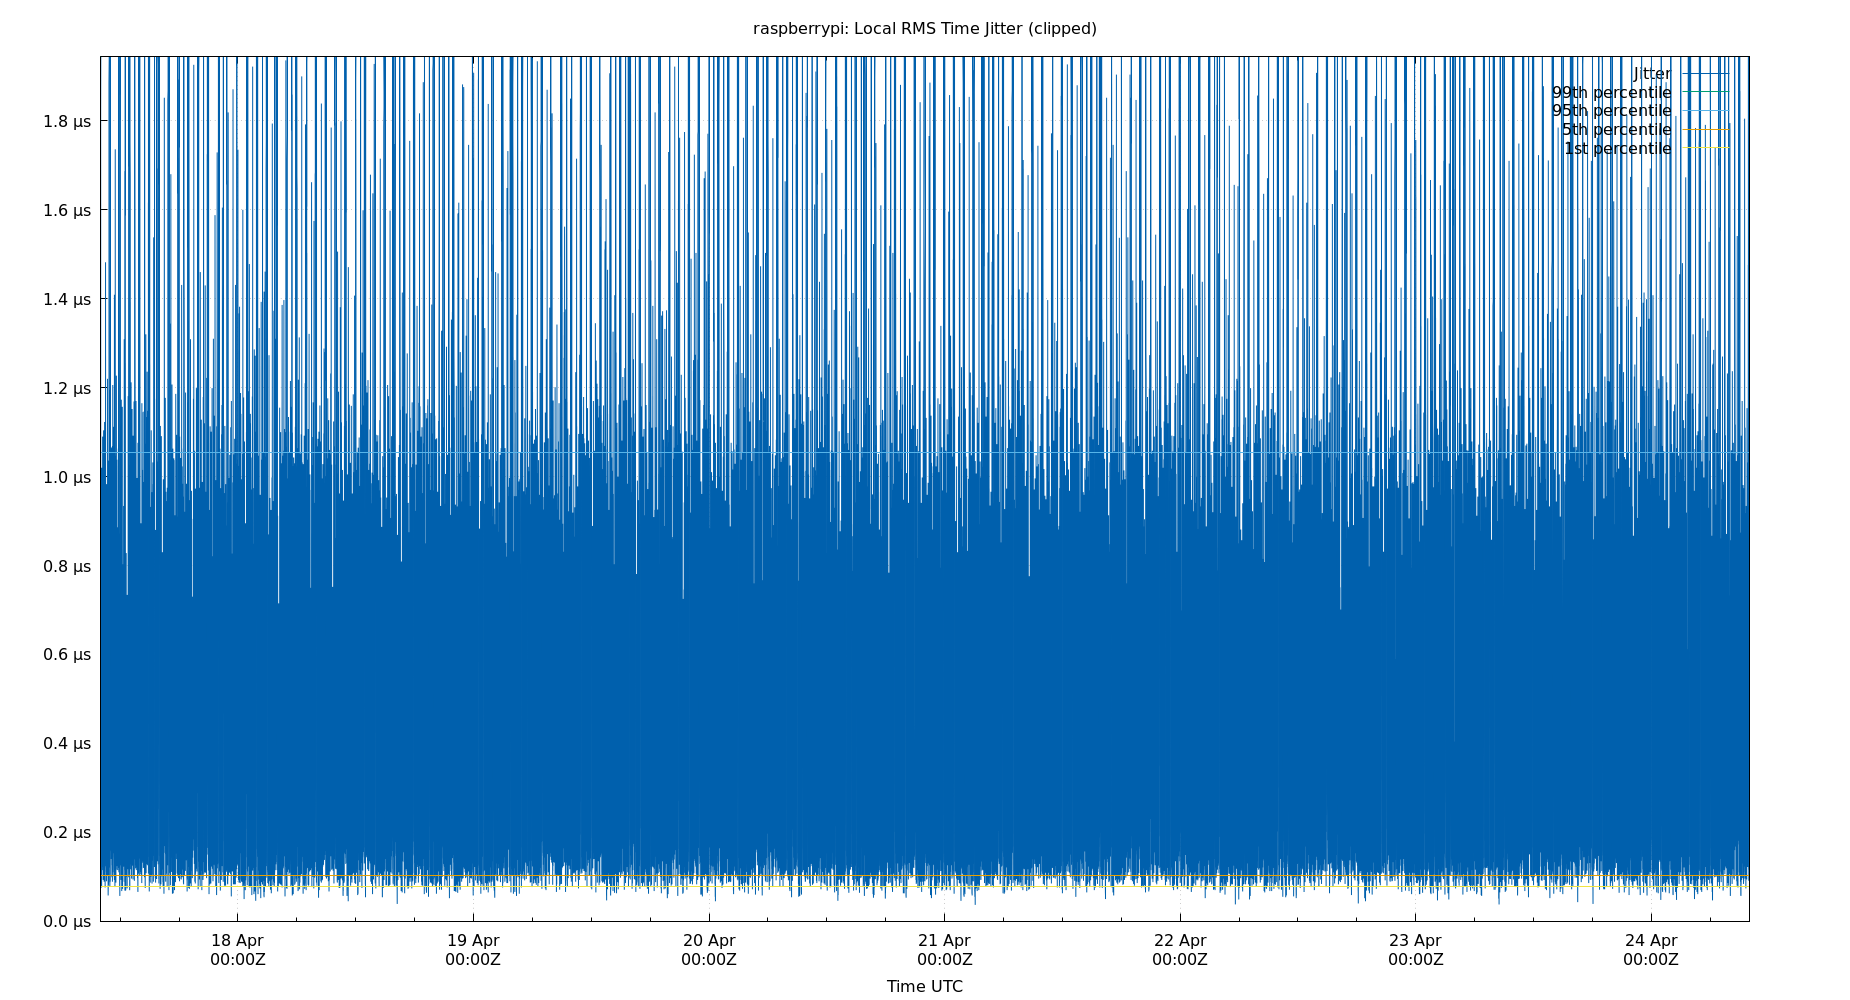 raspberrypi: Local RMS Time Jitter (clipped)
Jitter
99th percentile
95th percentile
5th percentile
1st percentile
1.8 µs
1.6 µs
1.4 µs
1.2 µs
1.0 µs
0.8 µs
0.6 µs
0.4 µs
0.2 µs
0.0 µs
18 Apr 19 Apr 20 Apr 21 Apr 22 Apr 23 Apr 24 Apr
00:00Z 00:00Z 00:00Z 00:00Z 00:00Z 00:00Z 00:00Z
Time UTC